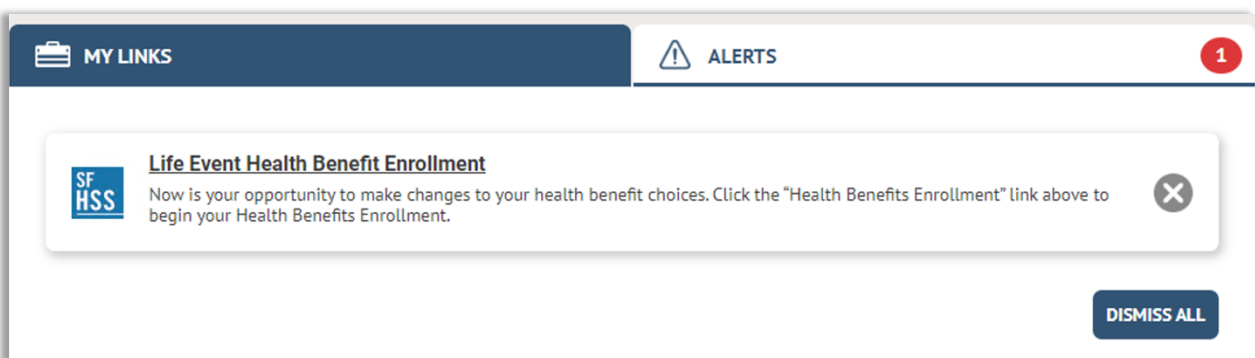 MY LINKS
ALERTS
1
Life Event Health Benefit Enrollment
SF
HSS
Now is your opportunity to make changes to your health benefit choices. Click the “Health Benefits Enrollment” link above to
begin your Health Benefits Enrollment.
DISMISS ALL